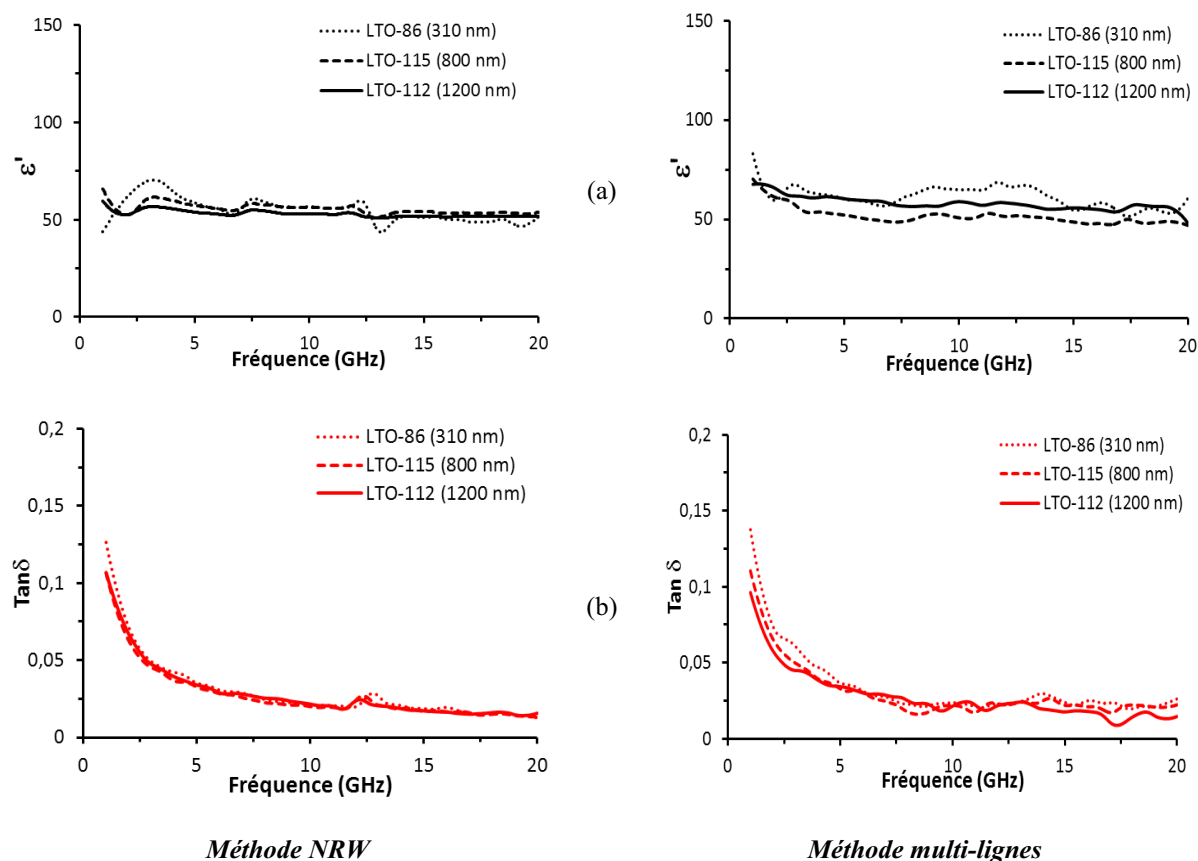 150
100
50
0
ε'
LTO-86 (310 nm)
LTO-115 (800 nm)
LTO-112 (1200 nm)
0 5 10 15 20
Fréquence (GHz)
(a)
150
100
50
0
ε'
LTO-86 (310 nm)
LTO-115 (800 nm)
LTO-112 (1200 nm)
0 5 10 15 20
Fréquence (GHz)
0,2
0,15
0,1
0,05
0
Tanδ
LTO-86 (310 nm)
LTO-115 (800 nm)
LTO-112 (1200 nm)
0 5 10 15 20
Fréquence (GHz)
(b)
0,2
0,15
0,1
0,05
0
Tan δ
LTO-86 (310 nm)
LTO-115 (800 nm)
LTO-112 (1200 nm)
0 5 10 15 20
Fréquence (GHz)
Méthode NRW
Méthode multi-lignes